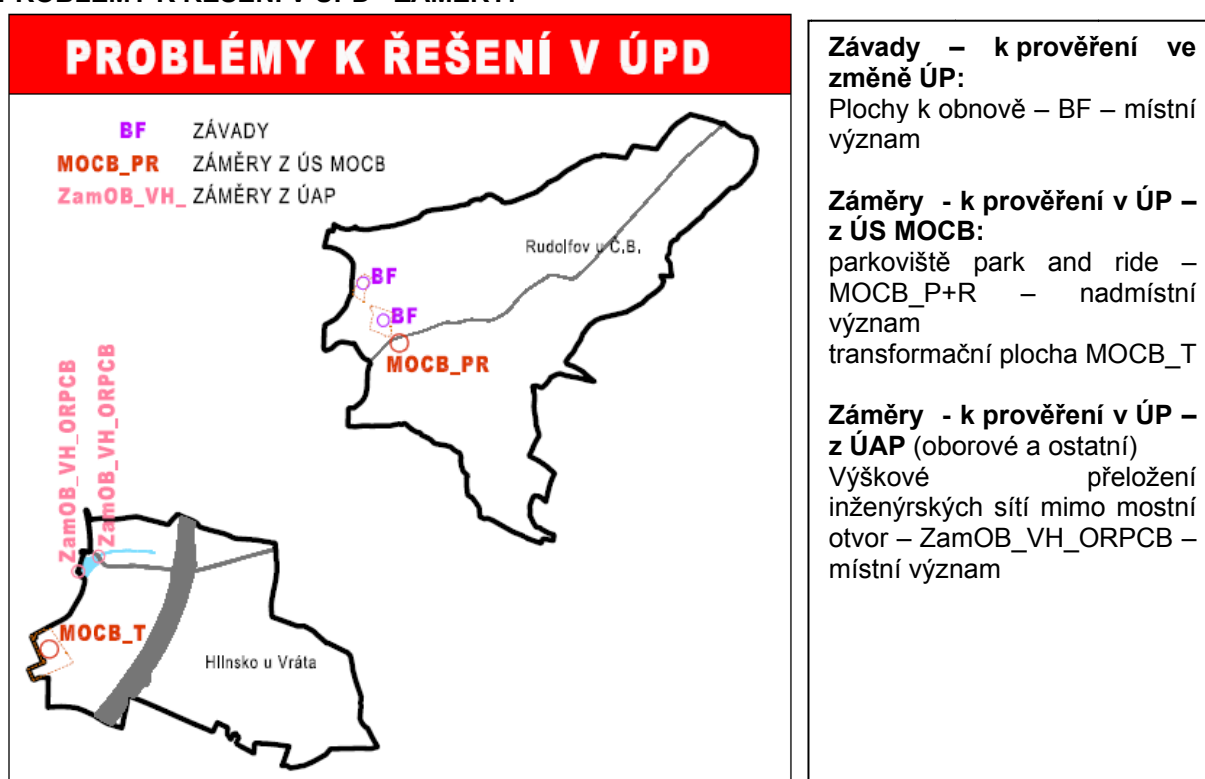 PROBLÉMY K ŘEŠENÍ V ÚPD
BF ZÁVADY
MOCB_PR ZÁMĚRY Z ÚS MOCB
ZamOB_VH_ ZÁMĚRY Z ÚAP
Rudolfov u Č.B.
BF
BF
MOCB_PR
ZamOB_VH_ORPCB
ZamOB_VH_ORPCB
MOCB_T
Hlinsko u Vráta
Závady – k prověření ve
změně ÚP:
Plochy k obnově – BF – místní
význam
Záměry - k prověření v ÚP –
z ÚS MOCB:
parkoviště park and ride –
MOCB_P+R – nadmístní
význam
transformační plocha MOCB_T
Záměry - k prověření v ÚP –
z ÚAP (oborové a ostatní)
Výškové přeložení
inženýrských sítí mimo mostní
otvor – ZamOB_VH_ORPCB –
místní význam